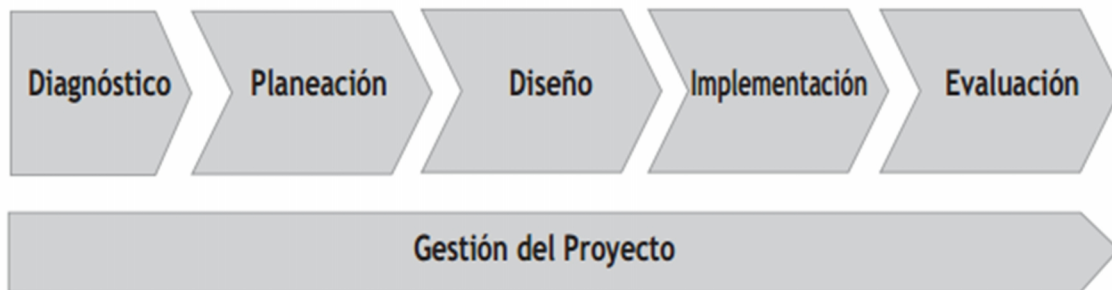 Diagnóstico
Planeación
Diseño
Implementación
Evaluación
Gestión del Proyecto